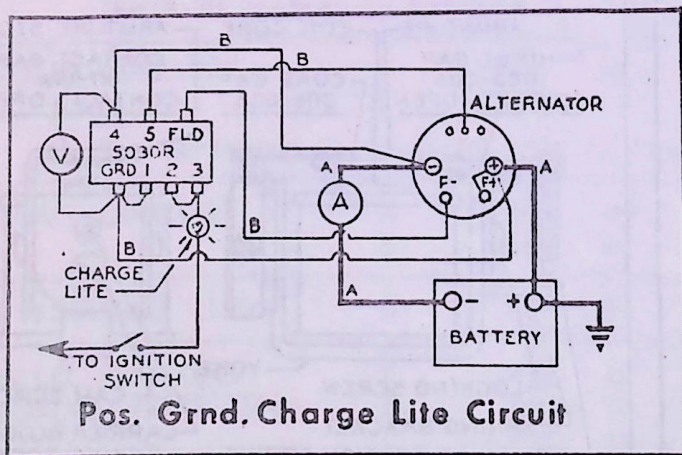 B
B
ALTERNATOR
4 5 FLD
5030R
GRD 1 2 3
V
A
A
A
F- F+
- +
B
B
CHARGE
LITE
A
- +
BATTERY
TO IGNITION
SWITCH
Pos. Grnd. Charge Lite Circuit